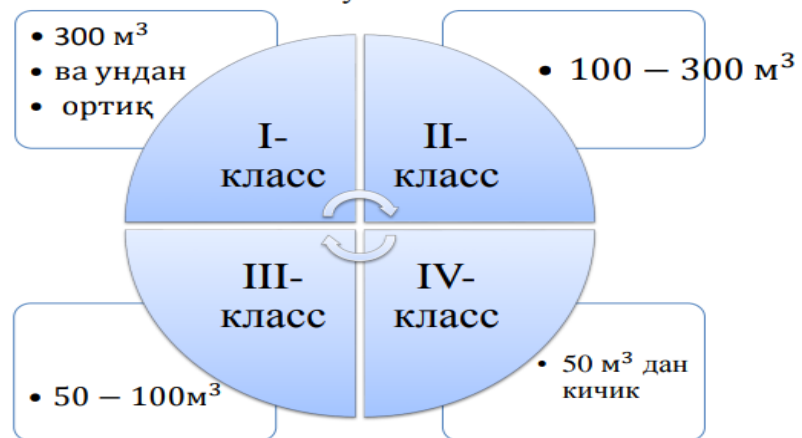 • 300 м³
• ва ундан
• ортиқ
I-
класс
• 100 – 300 м³
II-
класс
III-
класс
• 50 – 100м³
IV-
класс
• 50 м³ дан
кичик